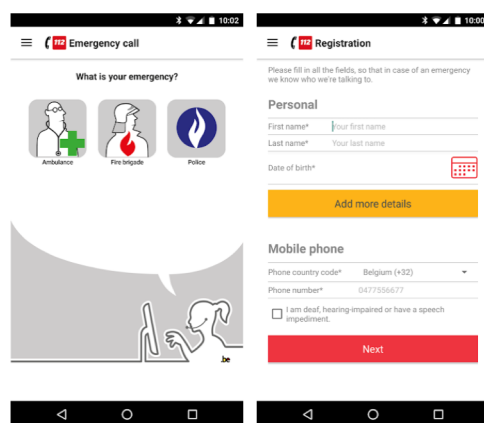 10:02
112 Emergency call
What is your emergency?
Ambulance
Fire brigade
Police
.be
10:00
112 Registration
Please fill in all the fields, so that in case of an emergency
we know who we're talking to.
Personal
First name* Your first name
Last name* Your last name
Date of birth*
Add more details
Mobile phone
Phone country code* Belgium (+32)
Phone number* 0477556677
I am deaf, hearing-impaired or have a speech
impediment.
Next